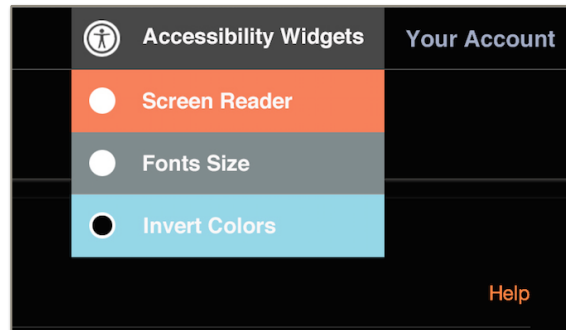 Accessibility Widgets Your Account
Screen Reader
Fonts Size
Invert Colors
Help